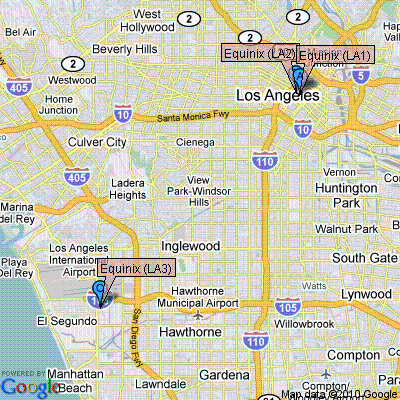 West
Hollywood
Bel Air
2
2
Beverly Hills
Equinix (LA2)
Equinix (LA1)
2
405
Westwood
5
Home
Junction
10
Los Angeles
Santa Monica Fwy
10
10
Culver City
Cienega
110
405
Ladera
Heights
View
Park-Windsor
Hills
Vernon
Huntington
Park
Marina
del Rey
Walnut Park
Los Angeles
International
Airport
Inglewood
Playa
Del Rey
South Gate
Equinix (LA3)
Hawthorne
Municipal Airport
Watts
Lynwood
105
El Segundo
San Diego Fwy
Hawthorne
110
Willowbrook
Compton
POWERED BY
Google
Manhattan
Beach
Lawndale
Gardena
Compton/
Airport
Map data ©2010 Google